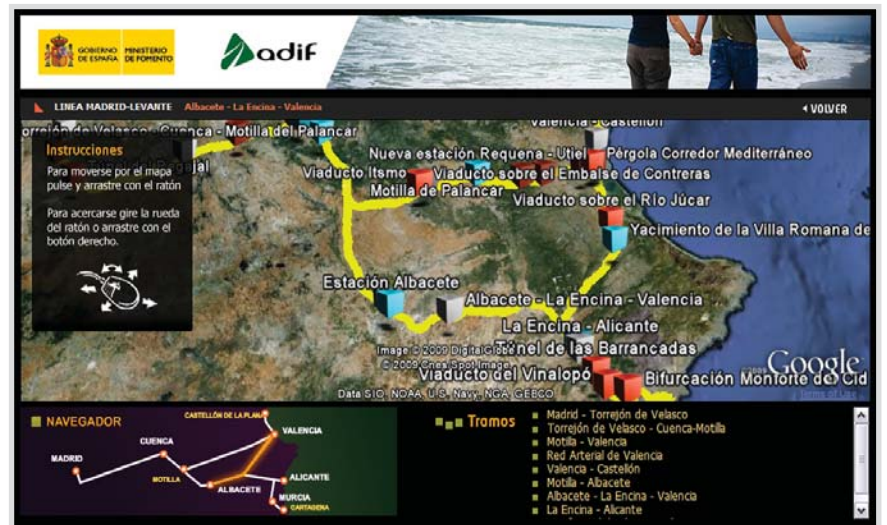 GOBIERNO DE ESPAÑA
MINISTERIO DE FOMENTO
adif
LINEA MADRID-LEVANTE Albacete - La Encina - Valencia
VOLVER
Torrejón de Velasco - Cuenca - Motilla del Palancar
Valencia - Castellón
Instrucciones
Para moverse por el mapa
pulse y arrastre con el ratón
Para acercarse gire la rueda
del ratón o arrastre con el
botón derecho.
Nueva estación Requena - Utiel
Pérgola Corredor Mediterráneo
Viaducto Itsmo
Viaducto sobre el Embalse de Contreras
Motilla de Palancar
Viaducto sobre el Río Júcar
Yacimiento de la Villa Romana de
Estación Albacete
Albacete - La Encina - Valencia
La Encina - Alicante
Túnel de las Barrancadas
Image © 2009 DigitalGlobe
© 2009 Cnes/Spot Image
Viaducto del Vinalopó
Bifurcación Monforte del Cid
Data SIO, NOAA, U.S. Navy, NGA, GEBCO
©2009 Google
Terms of Use
NAVEGADOR
CASTELLÓN DE LA PLANA
VALENCIA
CUENCA
MADRID
MOTILLA
ALBACETE
ALICANTE
MURCIA
CARTAGENA
Tramos
Madrid - Torrejón de Velasco
Torrejón de Velasco - Cuenca-Motilla
Motilla - Valencia
Red Arterial de Valencia
Valencia - Castellón
Motilla - Albacete
Albacete - La Encina - Valencia
La Encina - Alicante